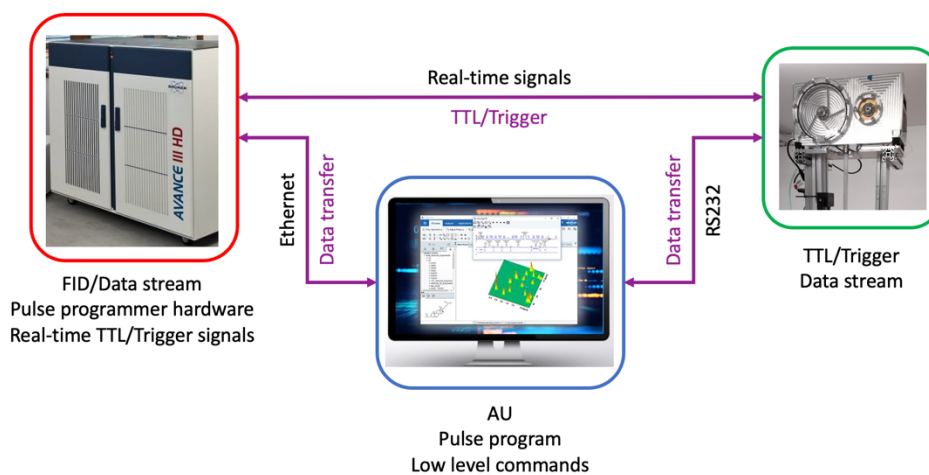 Real-time signals
TTL/Trigger
BRUKER
AVANCE III HD
Ethernet
Data transfer
Data transfer
RS232
FID/Data stream
Pulse programmer hardware
Real-time TTL/Trigger signals
TTL/Trigger
Data stream
AU
Pulse program
Low level commands